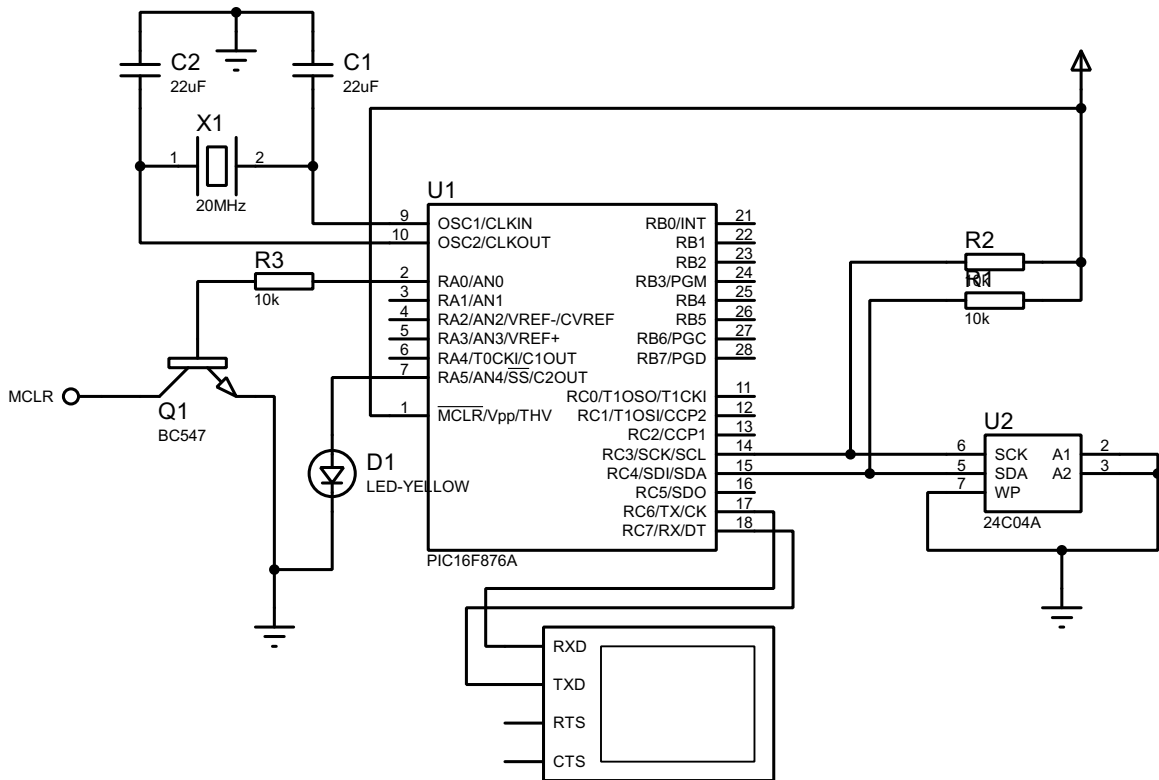 C2
22uF
C1
22uF
X1
1
2
20MHz
U1
9
OSC1/CLKIN
10
OSC2/CLKOUT
2
RA0/AN0
3
RA1/AN1
4
RA2/AN2/VREF-/CVREF
5
RA3/AN3/VREF+
6
RA4/T0CKI/C1OUT
7
RA5/AN4/SS/C2OUT
1
MCLR/Vpp/THV
RB0/INT
21
RB1
22
RB2
23
RB3/PGM
24
RB4
25
RB5
26
RB6/PGC
27
RB7/PGD
28
RC0/T1OSO/T1CKI
11
RC1/T1OSI/CCP2
12
RC2/CCP1
13
RC3/SCK/SCL
14
RC4/SDI/SDA
15
RC5/SDO
16
RC6/TX/CK
17
RC7/RX/DT
18
PIC16F876A
R3
10k
MCLR
Q1
BC547
D1
LED-YELLOW
R2
10k
R1
10k
U2
6
SCK
5
SDA
7
WP
A1
2
A2
3
24C04A
RXD
TXD
RTS
CTS